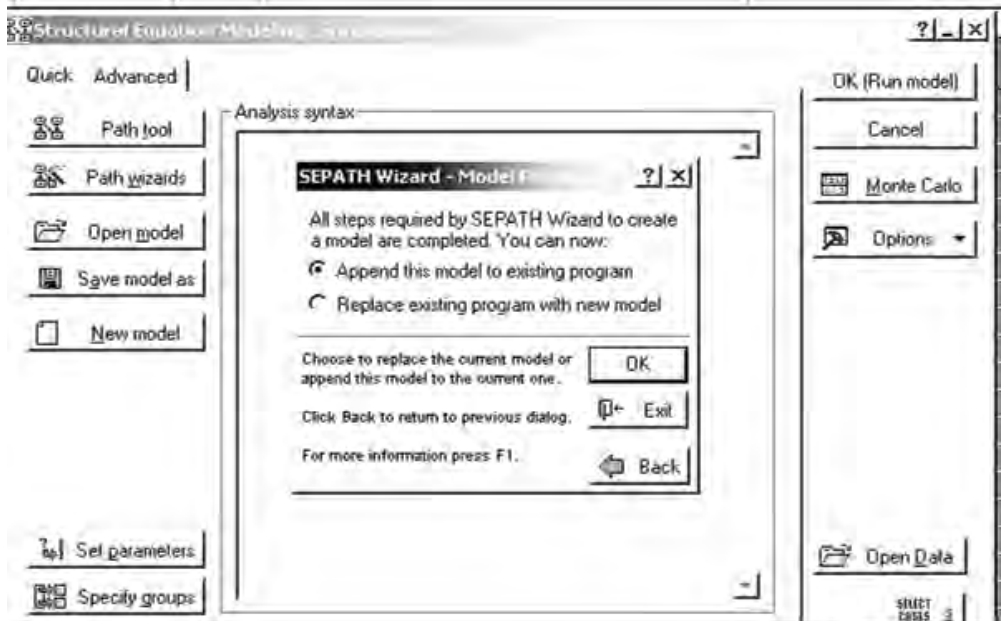 Structural Equation
Quick Advanced
Path tool
Path wizards
Open model
Save model as
New model
Set parameters
Specify groups
Analysis syntax
SEPATH Wizard - Model
All steps required by SEPATH Wizard to create
a model are completed. You can now:
Append this model to existing program
Replace existing program with new model
Choose to replace the current model or
append this model to the current one.
Click Back to return to previous dialog.
For more information press F1.
OK
Exit
Back
OK (Run model)
Cancel
Monte Carlo
Options
Open Data
SELECT
CASES